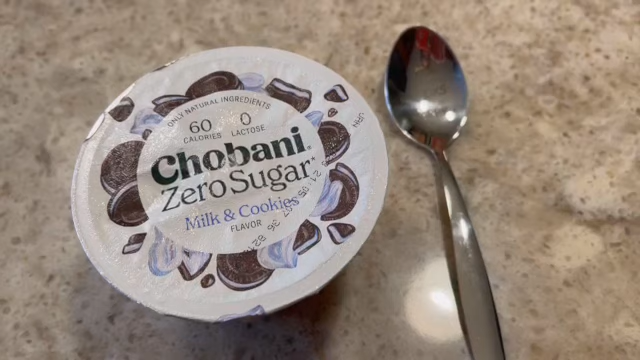 ONLY NATURAL INGREDIENTS
60 0
CALORIES LACTOSE
Chobani®
Zero Sugar*
Milk & Cookies
FLAVOR